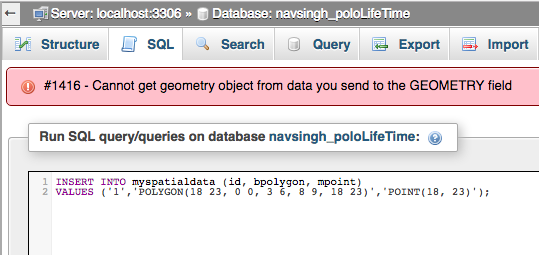 Server: localhost:3306 » Database: navsingh_poloLifeTime
Structure SQL Search Query Export Import
#1416 - Cannot get geometry object from data you send to the GEOMETRY field
Run SQL query/queries on database navsingh_poloLifeTime:
1 INSERT INTO myspatialdata (id, bpolygon, mpoint)
2 VALUES ('1','POLYGON(18 23, 0 0, 3 6, 8 9, 18 23)','POINT(18, 23)');